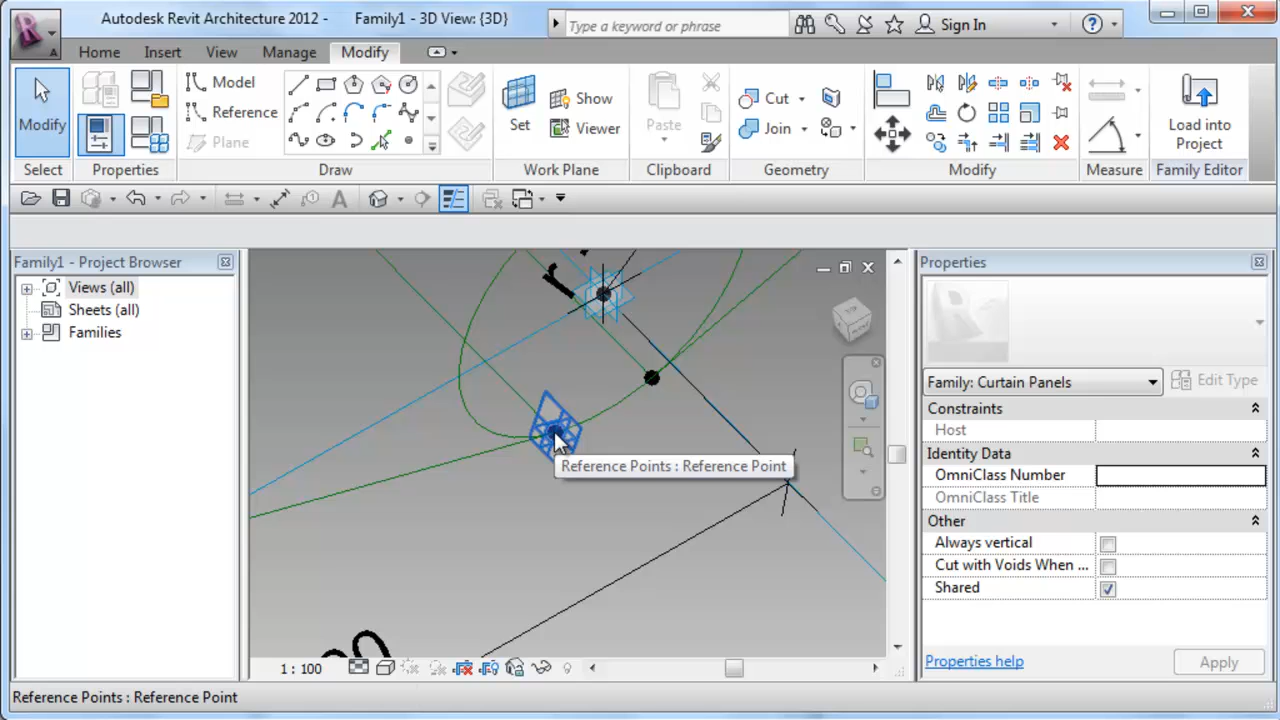 Autodesk Revit Architecture 2012 - Family1 - 3D View: {3D}
Type a keyword or phrase
Sign In
Home Insert View Manage Modify
Modify
Model
Reference
Plane
Set
Show
Viewer
Paste
Cut
Join
Load into
Project
Select Properties Draw Work Plane Clipboard Geometry Modify Measure Family Editor
Family1 - Project Browser
Views (all)
Sheets (all)
Families
r
Reference Points : Reference Point
1 : 100
Properties
Family: Curtain Panels
Edit Type
Constraints
Host
Identity Data
OmniClass Number
OmniClass Title
Other
Always vertical
Cut with Voids When ...
Shared
Properties help
Apply
Reference Points : Reference Point